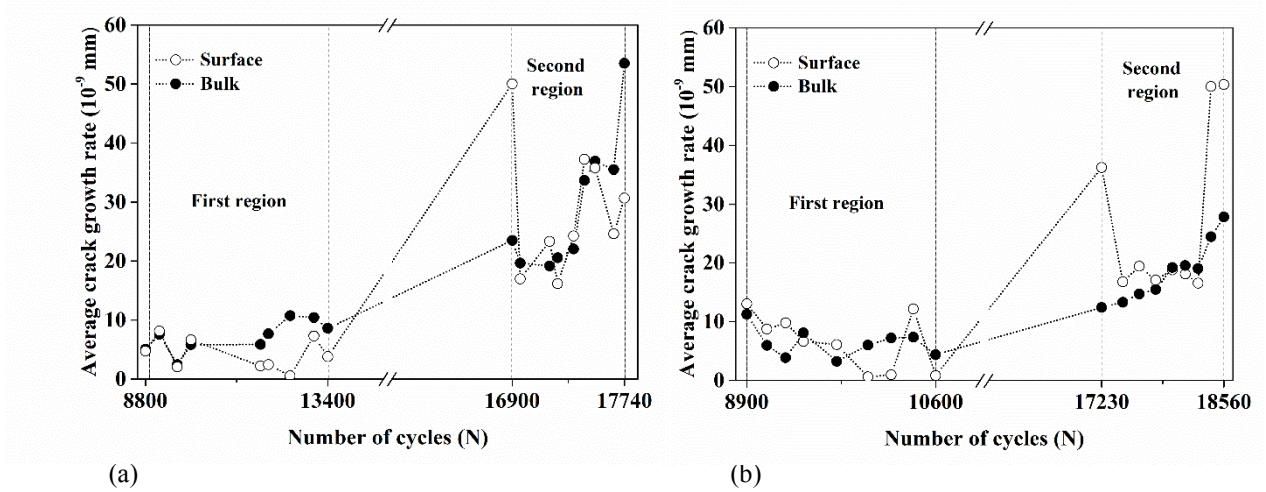 60
50
40
30
20
10
0
Average crack growth rate (10⁻⁹ mm)
Surface
Bulk
First region
Second
region
8800
13400
16900
17740
Number of cycles (N)
(a)
60
50
40
30
20
10
0
Average crack growth rate (10⁻⁹ mm)
Surface
Bulk
First region
Second
region
8900
10600
17230
18560
Number of cycles (N)
(b)